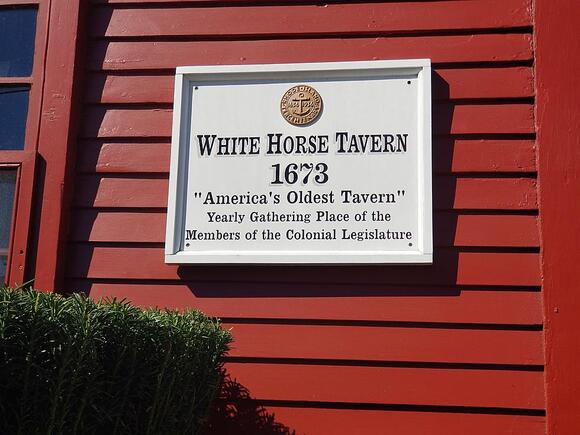 WHITE HORSE TAVERN
1673
"America's Oldest Tavern"
Yearly Gathering Place of the
Members of the Colonial Legislature